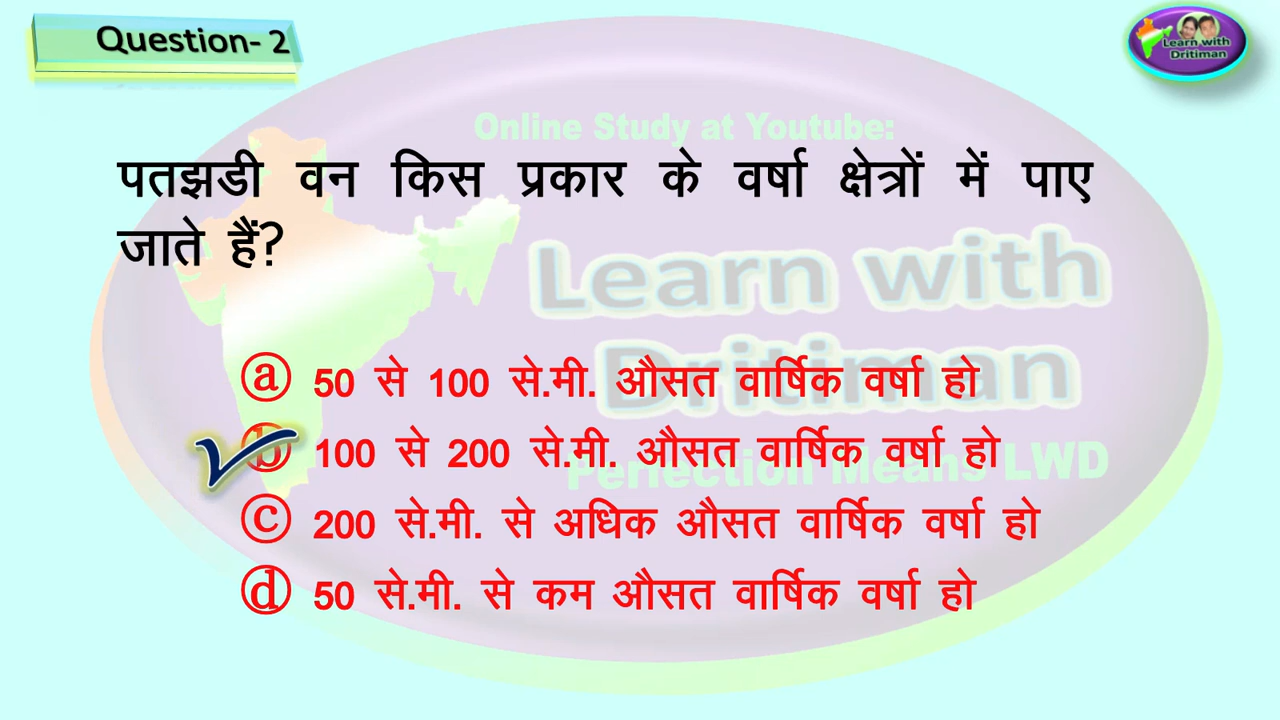 Question- 2
Learn with
Dritiman
Online Study at Youtube:
पतझडी वन किस प्रकार के वर्षा क्षेत्रों में पाए
जाते हैं?
Learn with
Dritiman
ⓐ 50 से 100 से.मी. औसत वार्षिक वर्षा हो
ⓑ 100 से 200 से.मी. औसत वार्षिक वर्षा हो
Perfection Means LWD
ⓒ 200 से.मी. से अधिक औसत वार्षिक वर्षा हो
ⓓ 50 से.मी. से कम औसत वार्षिक वर्षा हो